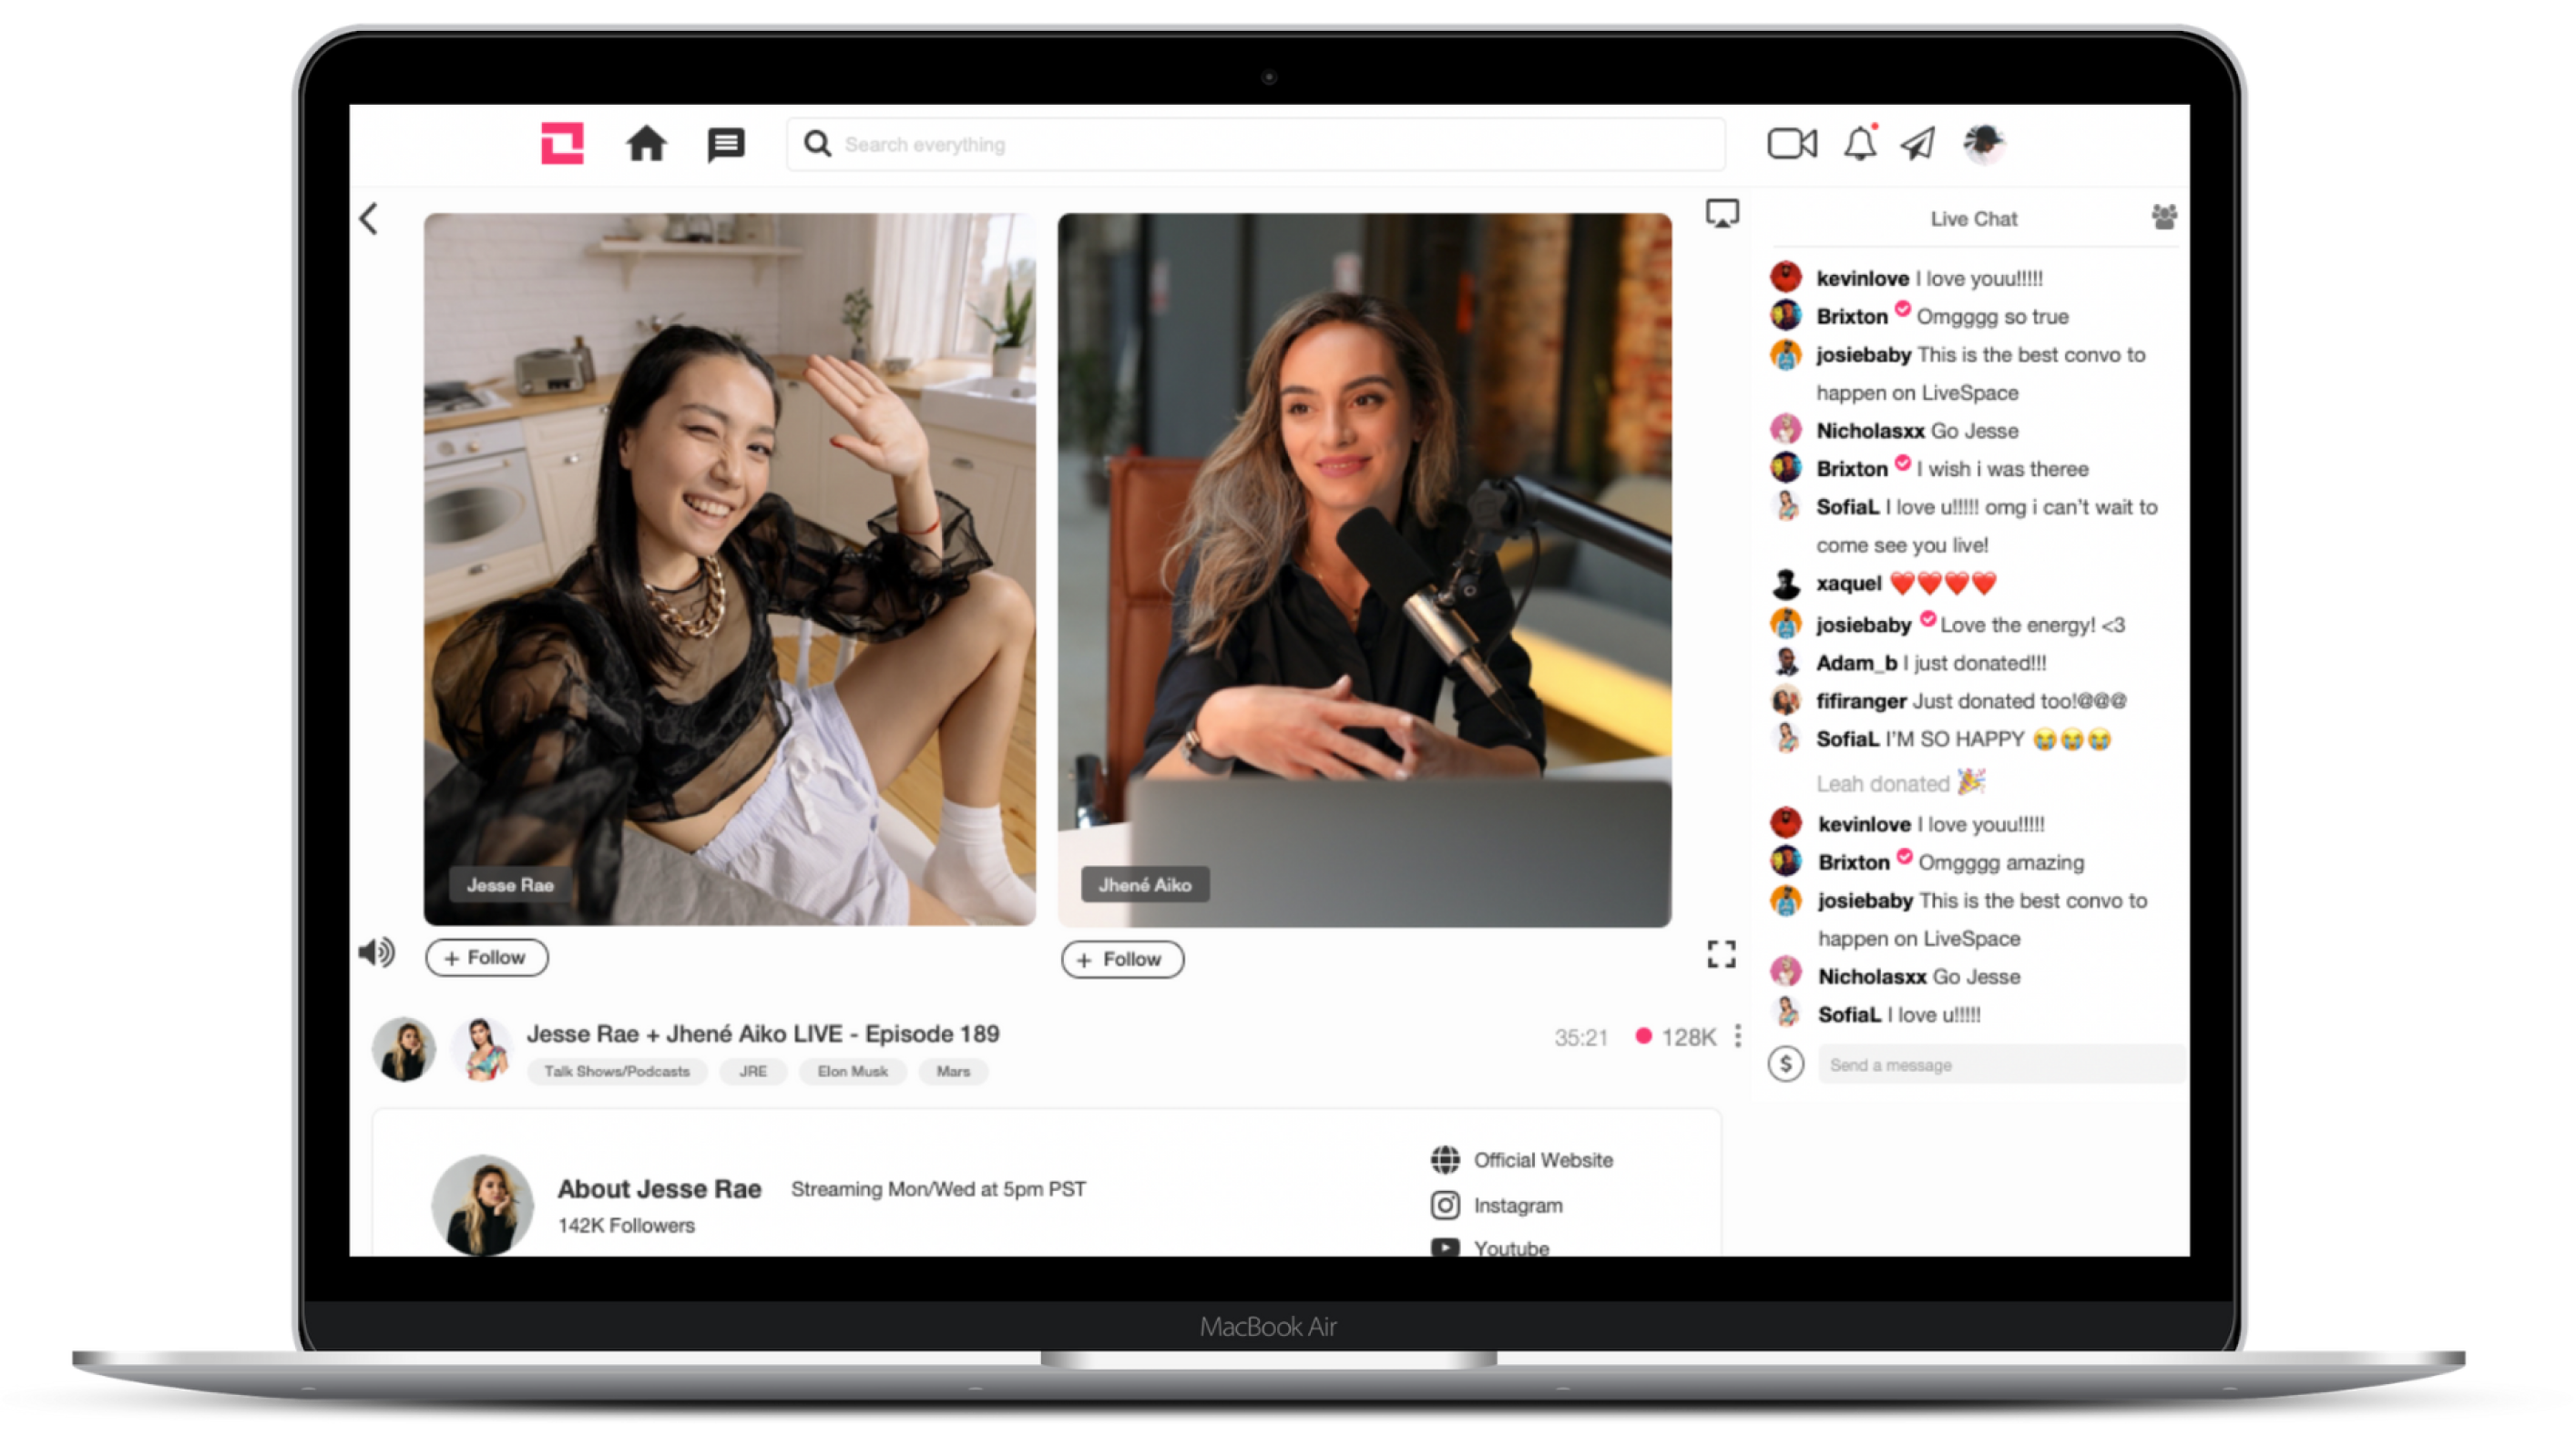 Search everything
Jesse Rae
Jhené Aiko
+ Follow
+ Follow
Jesse Rae + Jhené Aiko LIVE - Episode 189
35:21 128K
Talk Shows/Podcasts JRE Elon Musk Mars
About Jesse Rae Streaming Mon/Wed at 5pm PST
142K Followers
Official Website
Instagram
Youtube
Live Chat
kevinlove I love youu!!!!!
Brixton Omgggg so true
josiebaby This is the best convo to
happen on LiveSpace
Nicholasxx Go Jesse
Brixton I wish i was theree
SofiaL I love u!!!!! omg i can't wait to
come see you live!
xaquel ❤️❤️❤️❤️
josiebaby Love the energy! <3
Adam_b I just donated!!!
fifiranger Just donated too!@@@
SofiaL I'M SO HAPPY 😭😭😭
Leah donated 🎉
kevinlove I love youu!!!!!
Brixton Omgggg amazing
josiebaby This is the best convo to
happen on LiveSpace
Nicholasxx Go Jesse
SofiaL I love u!!!!!
$ Send a message
MacBook Air